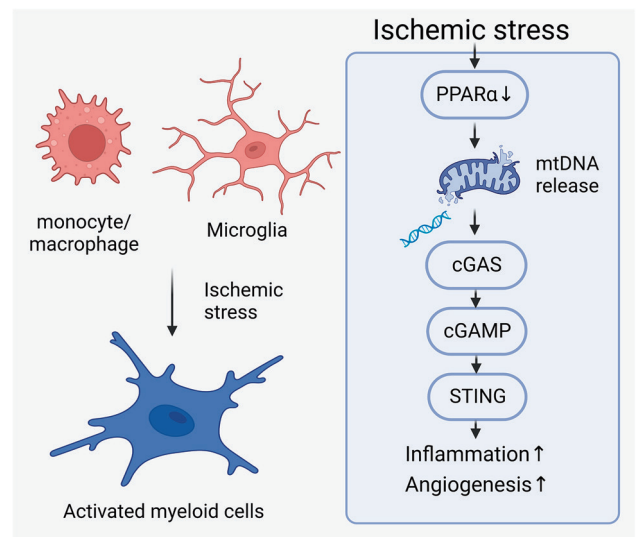 Ischemic stress
PPARα↓
mtDNA
release
cGAS
cGAMP
STING
Inflammation↑
Angiogenesis↑
monocyte/
macrophage
Microglia
Ischemic
stress
Activated myeloid cells